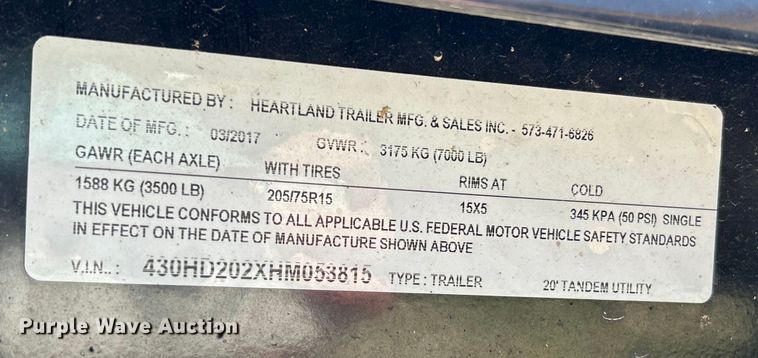 MANUFACTURED BY: HEARTLAND TRAILER MFG. & SALES INC. - 573-471-6826
DATE OF MFG.: 03/2017 GVWR: 3175 KG (7000 LB)
GAWR (EACH AXLE) WITH TIRES RIMS AT COLD
1588 KG (3500 LB) 205/75R15 15X5 345 KPA (50 PSI) SINGLE
THIS VEHICLE CONFORMS TO ALL APPLICABLE U.S. FEDERAL MOTOR VEHICLE SAFETY STANDARDS
IN EFFECT ON THE DATE OF MANUFACTURE SHOWN ABOVE
V.I.N..: 430HD202XHM053815 TYPE: TRAILER 20' TANDEM UTILITY
Purple Wave Auction